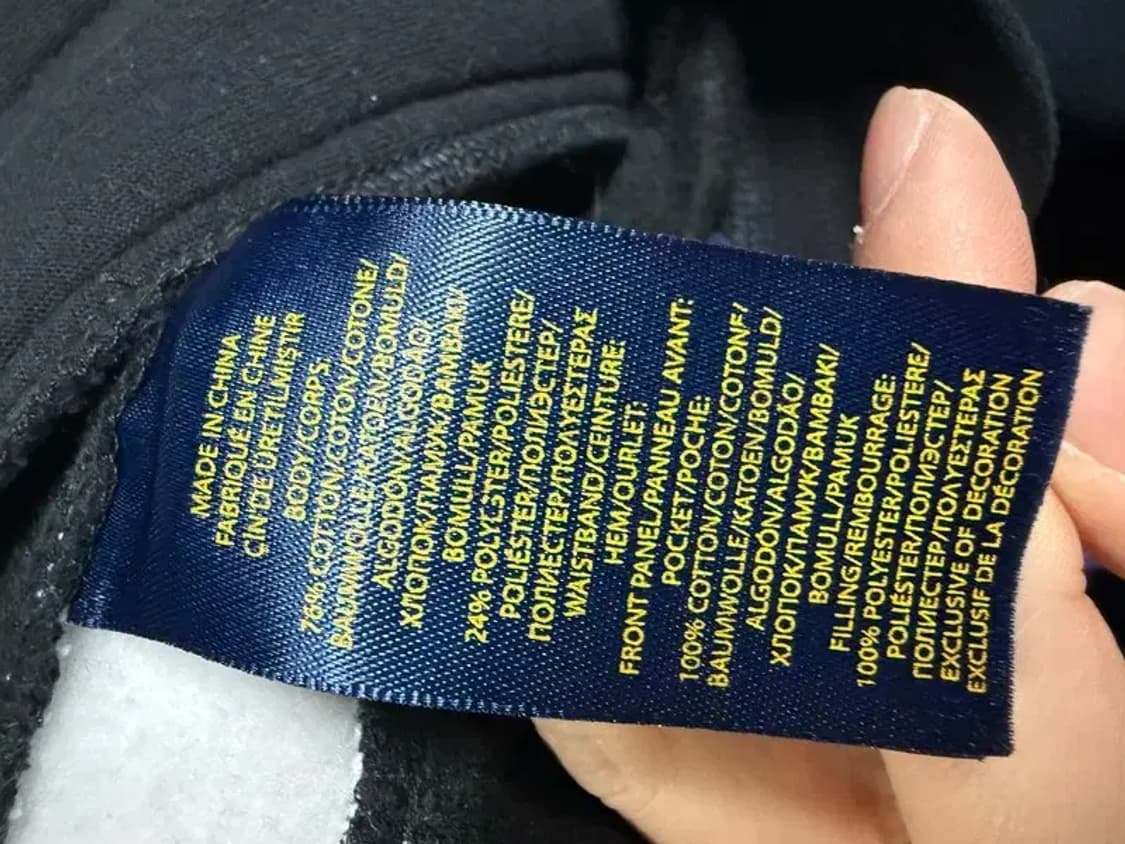 MADE IN CHINA
FABRIQUÉ EN CHINE
ÇİN'DE ÜRETİLMİŞTİR
BODY/CORPS
76% COTTON/COTON/COTONE/
BAUMWOLLE/KATOEN/BOMULD/
ALGODÓN/ALGODÃO/
ХЛОПОК/ПАМУК/ΒΑΜΒΑΚΙ/
BOMULL/PAMUK
24% POLYESTER/POLIESTERE/
POLIÉSTER/ПОЛИЭСТЕР/
ПОЛИЕСТЕР/ΠΟΛΥΕΣΤΕΡΑΣ
WAISTBAND/CEINTURE:
HEM/OURLET:
FRONT PANEL/PANNEAU AVANT:
POCKET/POCHE:
100% COTTON/COTON/COTONE/
BAUMWOLLE/KATOEN/BOMULD/
ALGODÓN/ALGODÃO/
ХЛОПОК/ПАМУК/ΒΑΜΒΑΚΙ/
BOMULL/PAMUK
FILLING/REMBOURRAGE:
100% POLYESTER/POLIESTERE/
POLIÉSTER/ПОЛИЭСТЕР/
ПОЛИЕСТЕР/ΠΟΛΥΕΣΤΕΡΑΣ
EXCLUSIVE OF DECORATION
EXCLUSIF DE LA DÉCORATION